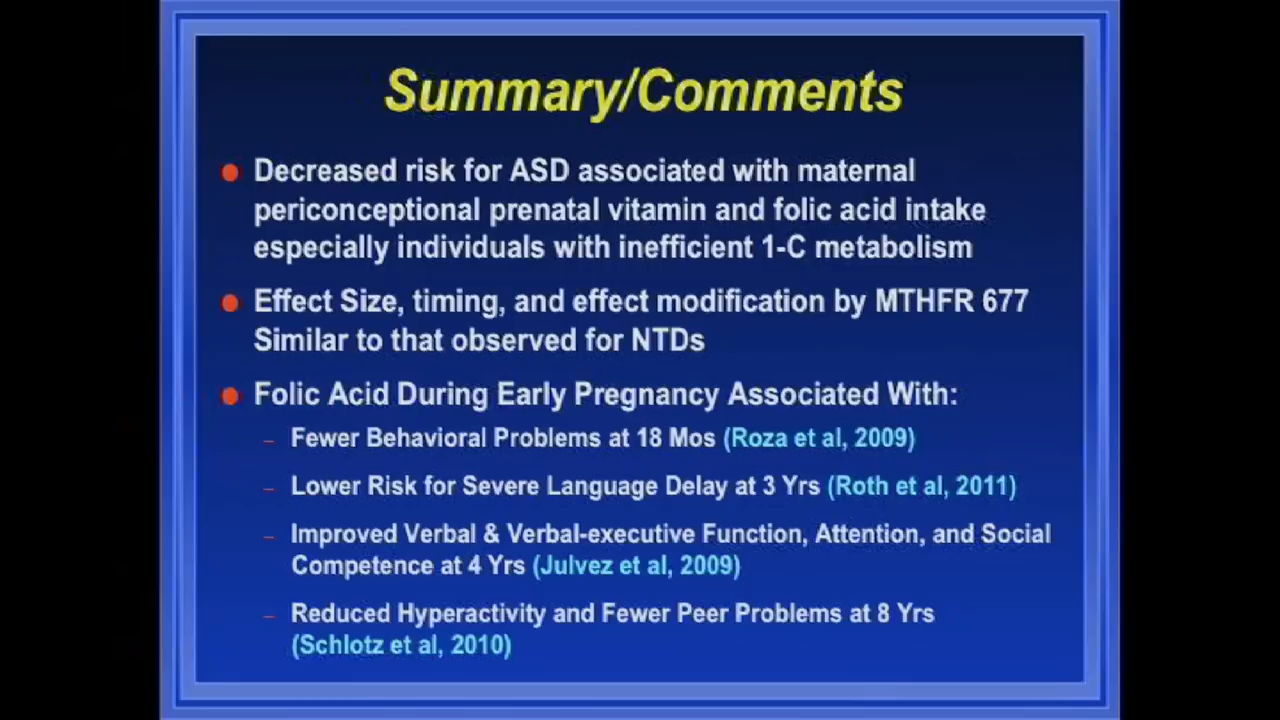 Summary/Comments
Decreased risk for ASD associated with maternal
periconceptional prenatal vitamin and folic acid intake
especially individuals with inefficient 1-C metabolism
Effect Size, timing, and effect modification by MTHFR 677
Similar to that observed for NTDs
Folic Acid During Early Pregnancy Associated With:
– Fewer Behavioral Problems at 18 Mos (Roza et al, 2009)
– Lower Risk for Severe Language Delay at 3 Yrs (Roth et al, 2011)
– Improved Verbal & Verbal-executive Function, Attention, and Social
Competence at 4 Yrs (Julvez et al, 2009)
– Reduced Hyperactivity and Fewer Peer Problems at 8 Yrs
(Schlotz et al, 2010)